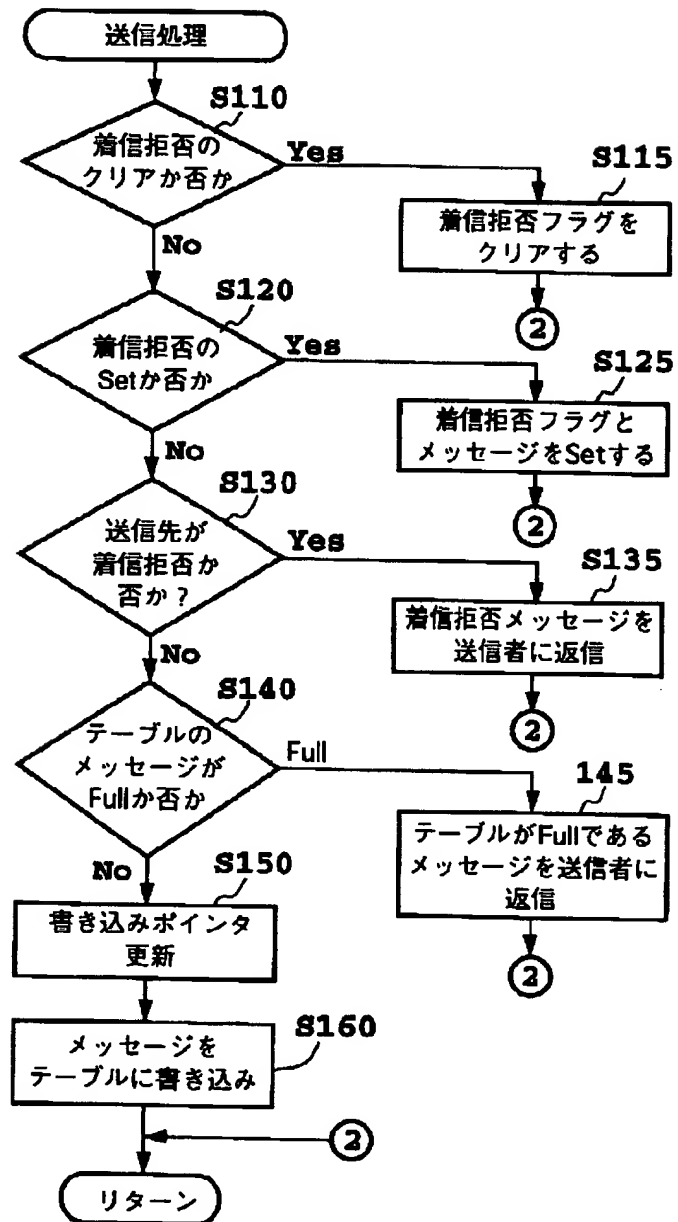 送信処理
S110
着信拒否の
クリアか否か
Yes
S115
着信拒否フラグを
クリアする
②
No
S120
着信拒否の
Setか否か
Yes
S125
着信拒否フラグと
メッセージをSetする
②
No
S130
送信先が
着信拒否か
否か?
Yes
S135
着信拒否メッセージを
送信者に返信
②
No
S140
テーブルの
メッセージが
Fullか否か
Full
145
テーブルがFullである
メッセージを送信者に
返信
②
No
S150
書き込みポインタ
更新
S160
メッセージを
テーブルに書き込み
②
リターン